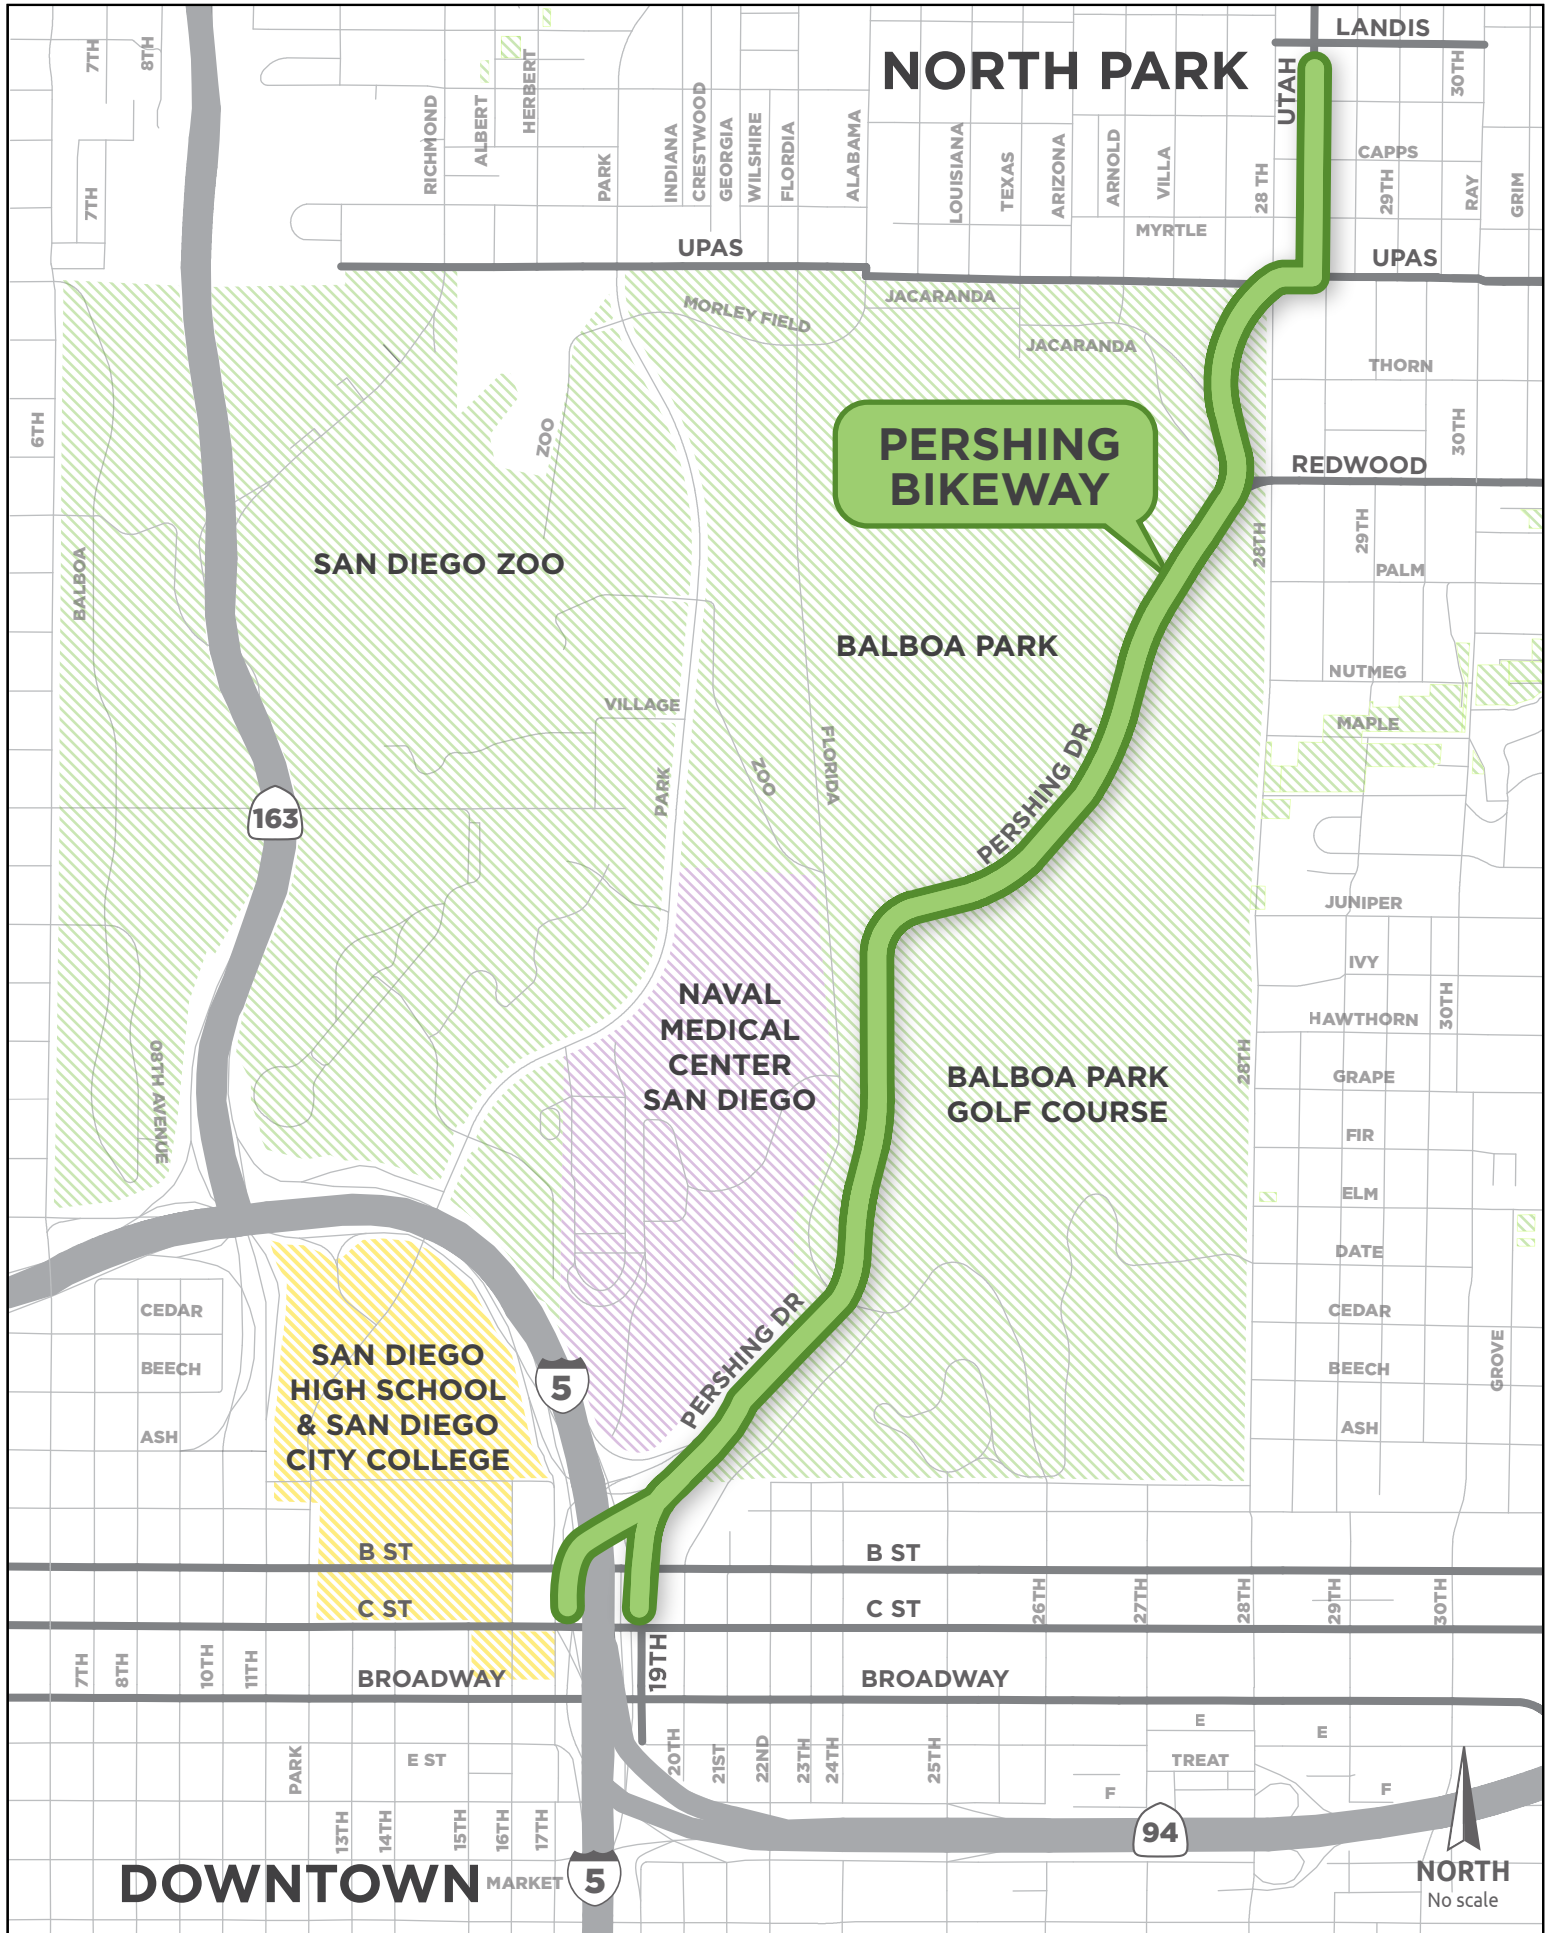 LANDIS
NORTH PARK
UTAH
30TH
7TH
8TH
HERBERT
RICHMOND
ALBERT
PARK
INDIANA
CRESTWOOD
GEORGIA
WILSHIRE
FLORDIA
ALABAMA
LOUISIANA
TEXAS
ARIZONA
ARNOLD
VILLA
28 TH
CAPPS
29TH
RAY
GRIM
7TH
MYRTLE
UPAS
UPAS
JACARANDA
MORLEY FIELD
JACARANDA
THORN
6TH
ZOO
30TH
PERSHING
BIKEWAY
REDWOOD
BALBOA
SAN DIEGO ZOO
28TH
29TH
PALM
BALBOA PARK
NUTMEG
VILLAGE
MAPLE
PARK
ZOO
FLORIDA
PERSHING DR
163
JUNIPER
IVY
NAVAL
MEDICAL
CENTER
SAN DIEGO
HAWTHORN
30TH
08TH AVENUE
28TH
BALBOA PARK
GOLF COURSE
GRAPE
FIR
ELM
DATE
CEDAR
CEDAR
PERSHING DR
SAN DIEGO
HIGH SCHOOL
& SAN DIEGO
CITY COLLEGE
BEECH
BEECH
GROVE
5
ASH
ASH
B ST
B ST
C ST
C ST
26TH
27TH
28TH
29TH
30TH
7TH
8TH
10TH
11TH
19TH
BROADWAY
BROADWAY
E
E
PARK
E ST
20TH
21ST
22ND
23TH
24TH
25TH
TREAT
F
F
13TH
14TH
15TH
16TH
17TH
94
DOWNTOWN
MARKET
5
NORTH
No scale